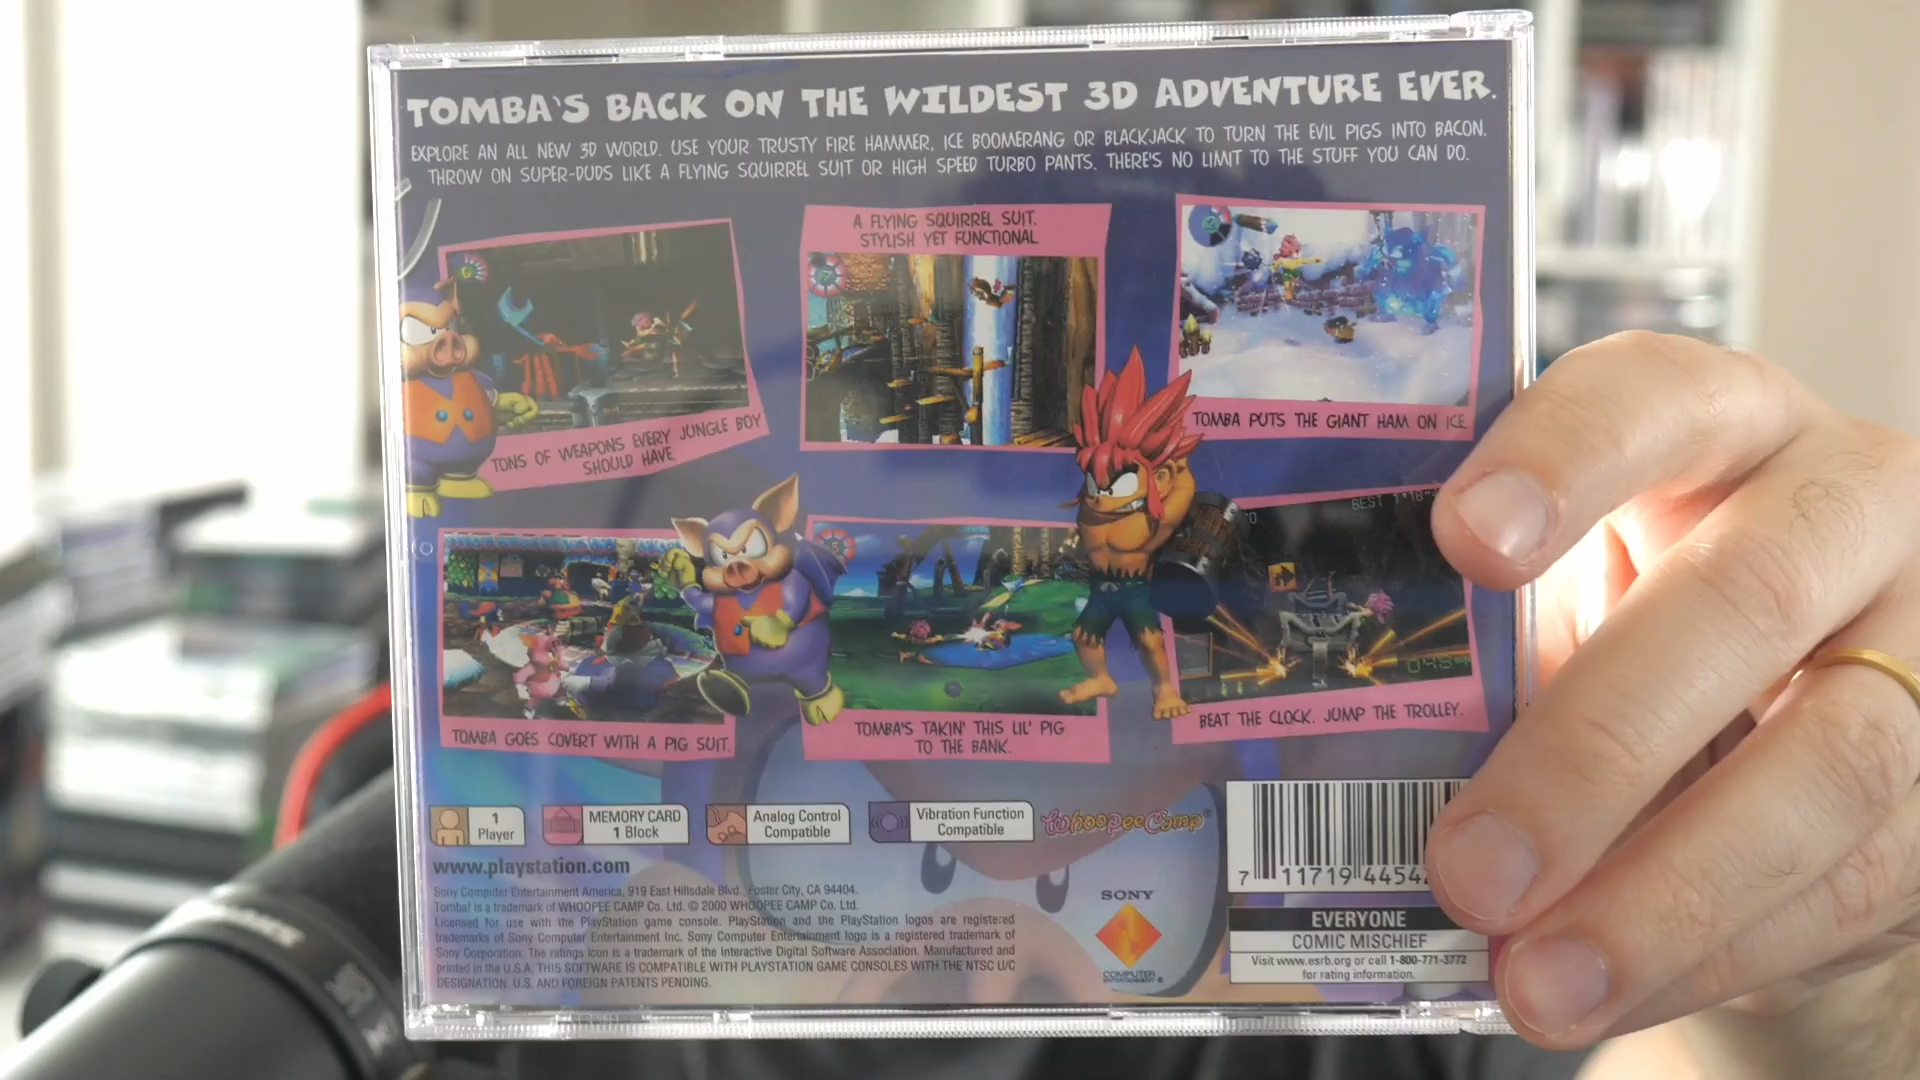 TOMBA'S BACK ON THE WILDEST 3D ADVENTURE EVER.
EXPLORE AN ALL NEW 3D WORLD. USE YOUR TRUSTY FIRE HAMMER, ICE BOOMERANG OR BLACKJACK TO TURN THE EVIL PIGS INTO BACON.
THROW ON SUPER-DUDS LIKE A FLYING SQUIRREL SUIT OR HIGH SPEED TURBO PANTS. THERE'S NO LIMIT TO THE STUFF YOU CAN DO.
TONS OF WEAPONS EVERY JUNGLE BOY
SHOULD HAVE.
A FLYING SQUIRREL SUIT.
STYLISH YET FUNCTIONAL.
TOMBA PUTS THE GIANT HAM ON ICE.
TOMBA GOES COVERT WITH A PIG SUIT.
TOMBA'S TAKIN' THIS LIL' PIG
TO THE BANK.
BEST
BEAT THE CLOCK. JUMP THE TROLLEY.
1
Player
MEMORY CARD
1 Block
Analog Control
Compatible
Vibration Function
Compatible
WhoopeeCamp®
www.playstation.com
Sony Computer Entertainment America, 919 East Hillsdale Blvd., Foster City, CA 94404.
Tomba! is a trademark of WHOOPEE CAMP Co. Ltd. © 2000 WHOOPEE CAMP Co. Ltd.
Licensed for use with the PlayStation game console. PlayStation and the PlayStation logos are registered
trademarks of Sony Computer Entertainment Inc. Sony Computer Entertainment logo is a registered trademark of
Sony Corporation. The ratings icon is a trademark of the Interactive Digital Software Association. Manufactured and
printed in the U.S.A. THIS SOFTWARE IS COMPATIBLE WITH PLAYSTATION GAME CONSOLES WITH THE NTSC U/C
DESIGNATION. U.S. AND FOREIGN PATENTS PENDING.
SONY
COMPUTER
ENTERTAINMENT®
7 11719 4454
EVERYONE
COMIC MISCHIEF
Visit www.esrb.org or call 1-800-771-3772
for rating information.